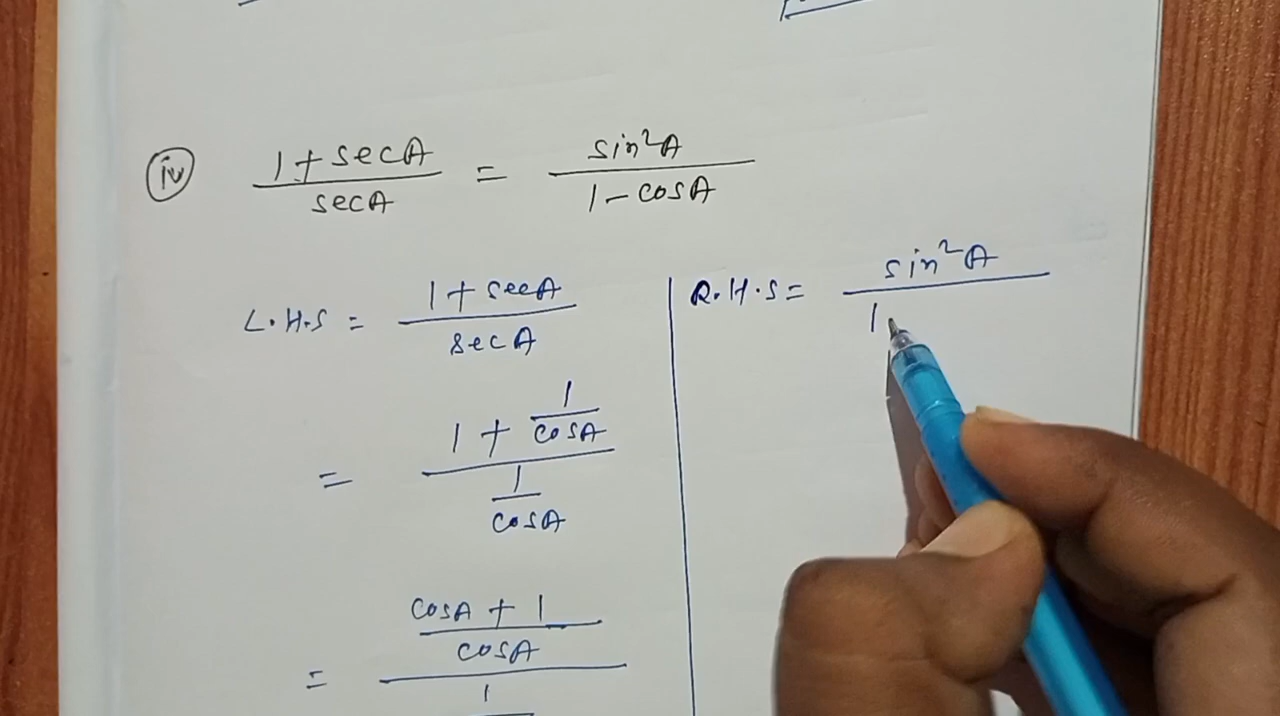 (iv) (1 + secA)/(secA) = (sin²A)/(1 - cosA)
L.H.S = (1 + secA)/(secA)
= (1 + 1/cosA)/(1/cosA)
= ((cosA + 1)/cosA)/(1
R.H.S = (sin²A)/(1